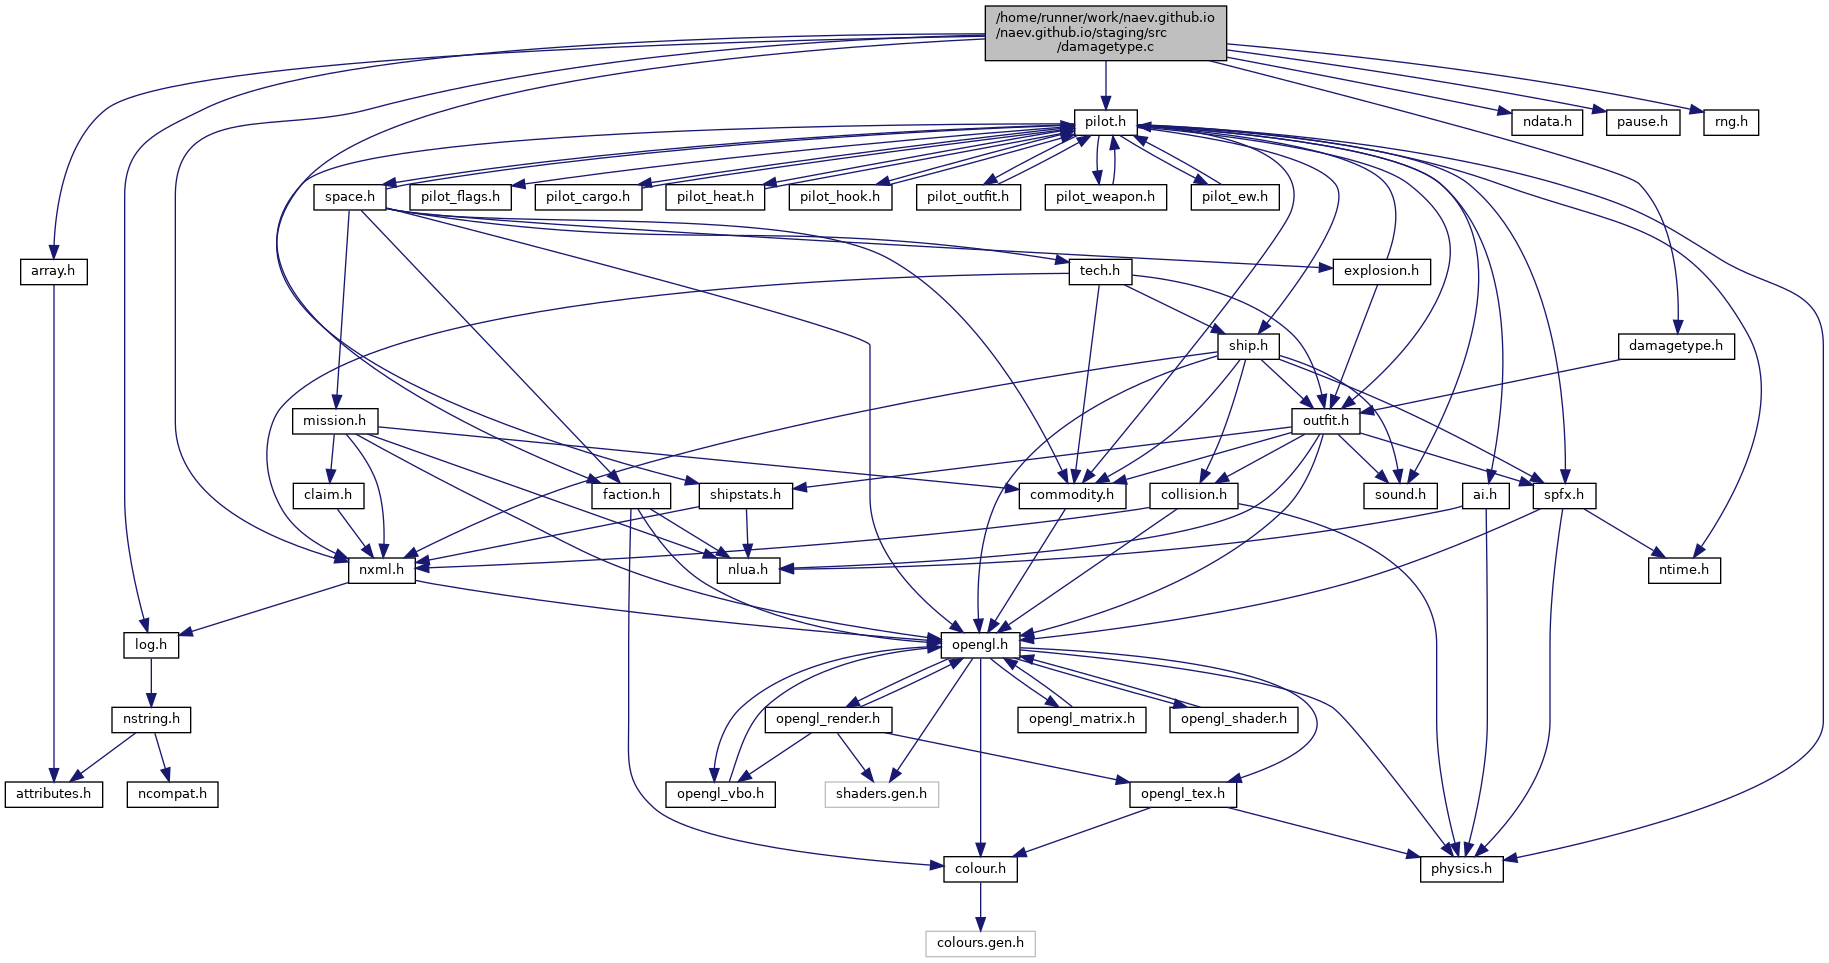 /home/runner/work/naev.github.io
/naev.github.io/staging/src
/damagetype.c
pilot.h
ndata.h
pause.h
rng.h
space.h
pilot_flags.h
pilot_cargo.h
pilot_heat.h
pilot_hook.h
pilot_outfit.h
pilot_weapon.h
pilot_ew.h
array.h
tech.h
explosion.h
ship.h
damagetype.h
mission.h
outfit.h
claim.h
faction.h
shipstats.h
commodity.h
collision.h
sound.h
ai.h
spfx.h
nxml.h
nlua.h
ntime.h
log.h
opengl.h
nstring.h
opengl_render.h
opengl_matrix.h
opengl_shader.h
attributes.h
ncompat.h
opengl_vbo.h
shaders.gen.h
opengl_tex.h
colour.h
physics.h
colours.gen.h